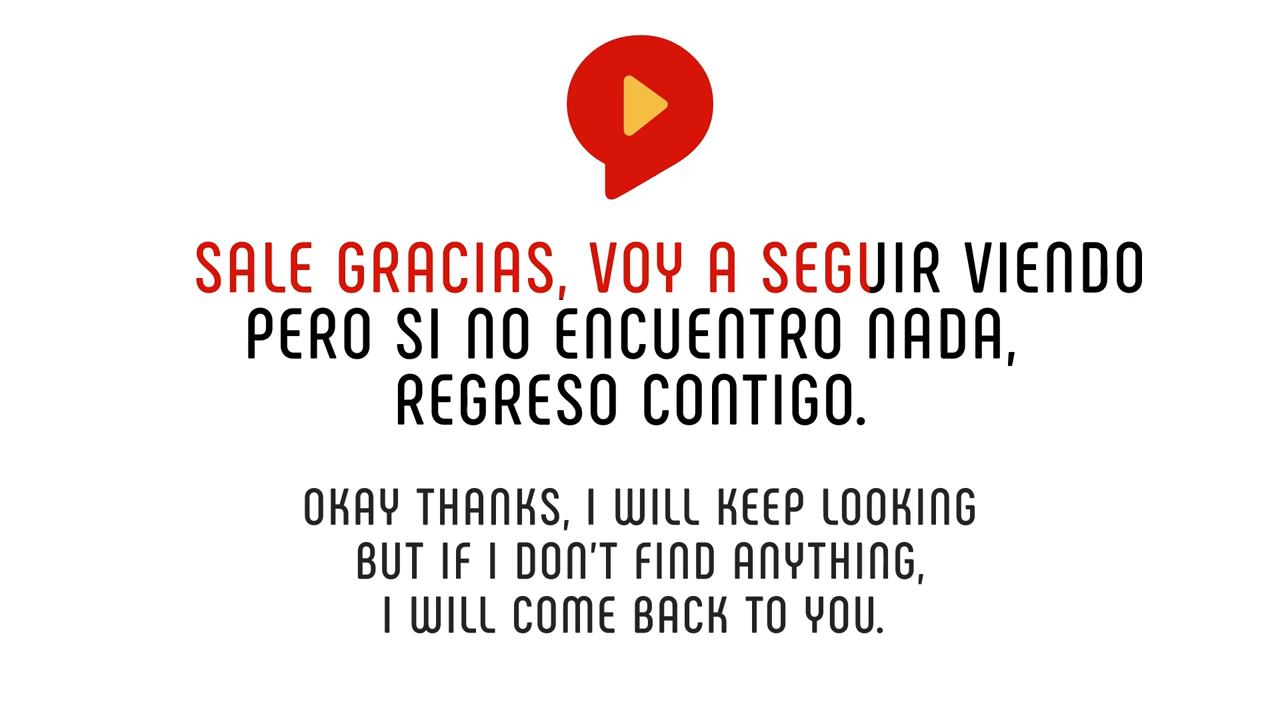 SALE GRACIAS, VOY A SEGUIR VIENDO
PERO SI NO ENCUENTRO NADA,
REGRESO CONTIGO.
OKAY THANKS, I WILL KEEP LOOKING
BUT IF I DON'T FIND ANYTHING,
I WILL COME BACK TO YOU.